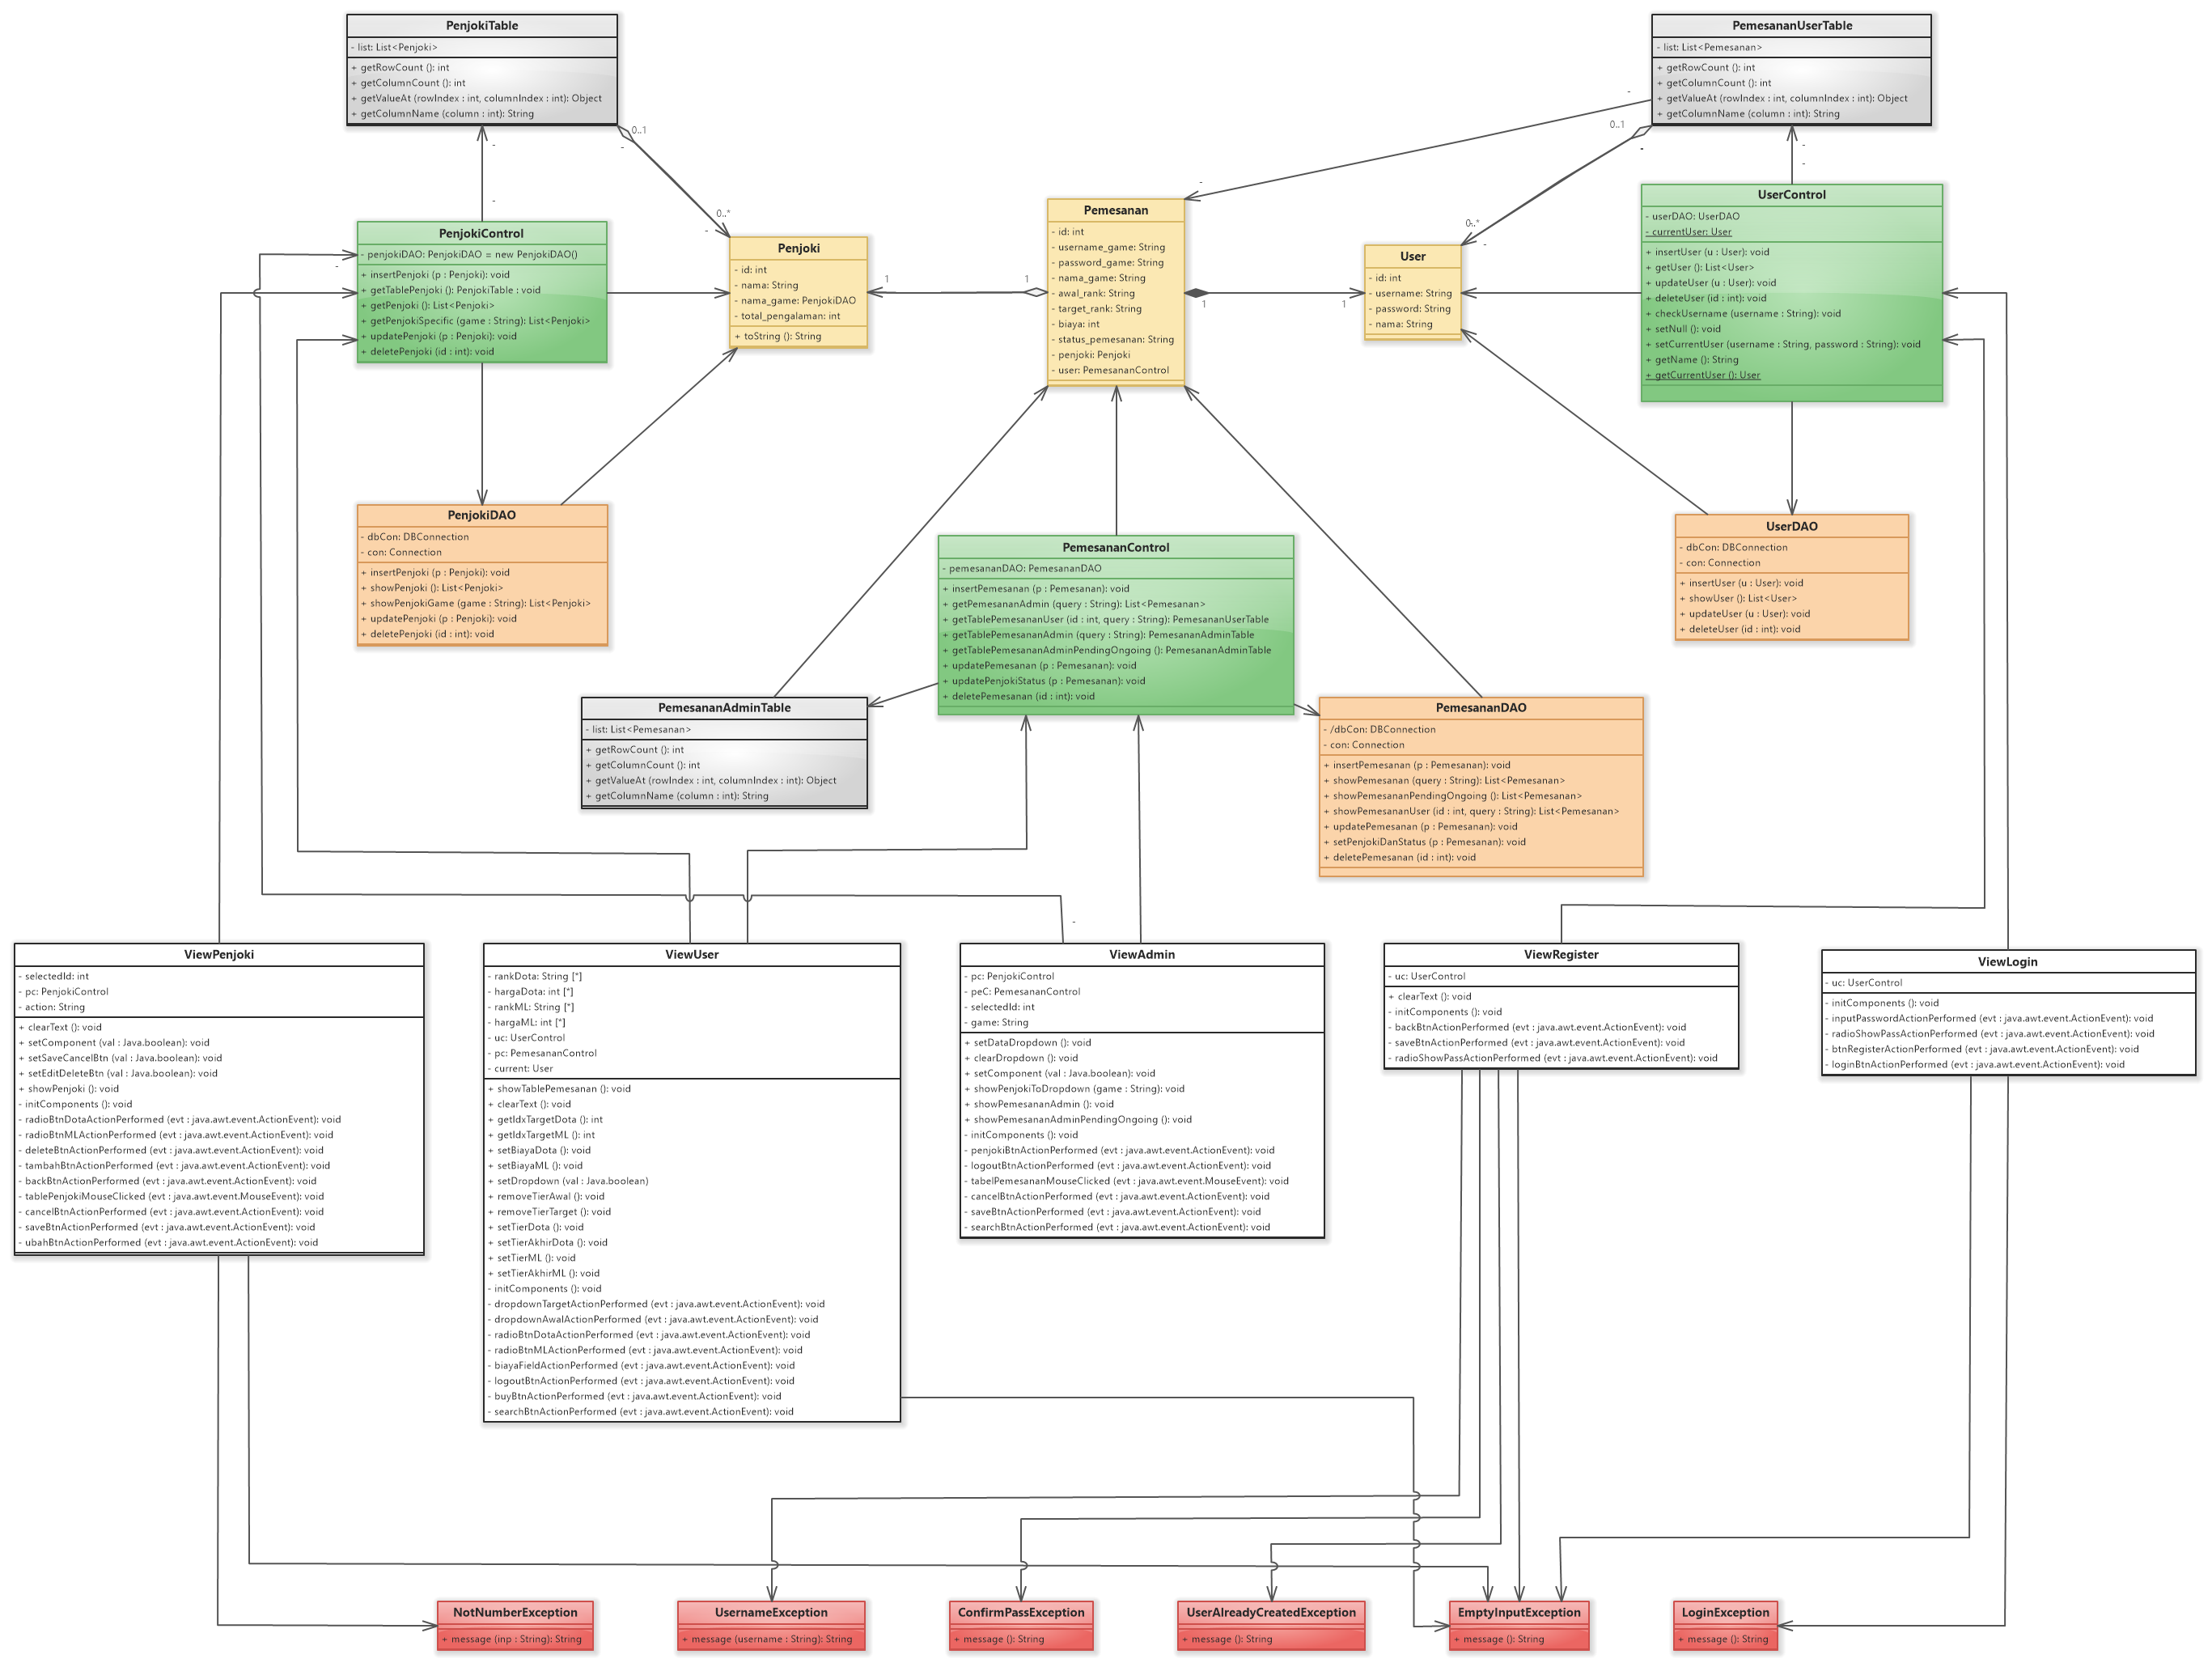 PenjokiTable
- list: List<Penjoki>
+ getRowCount (): int
+ getColumnCount (): int
+ getValueAt (rowIndex : int, columnIndex : int): Object
+ getColumnName (column : int): String
PemesananUserTable
- list: List<Pemesanan>
+ getRowCount (): int
+ getColumnCount (): int
+ getValueAt (rowIndex : int, columnIndex : int): Object
+ getColumnName (column : int): String
0..1
-
-
0..*
-
-
-
-
-
0..1
-
0..*
-
-
-
PenjokiControl
- penjokiDAO: PenjokiDAO = new PenjokiDAO()
+ insertPenjoki (p : Penjoki): void
+ getTablePenjoki (): PenjokiTable : void
+ getPenjoki (): List<Penjoki>
+ getPenjokiSpecific (game : String): List<Penjoki>
+ updatePenjoki (p : Penjoki): void
+ deletePenjoki (id : int): void
-
Penjoki
- id: int
- nama: String
- nama_game: PenjokiDAO
- total_pengalaman: int
+ toString (): String
1
1
Pemesanan
- id: int
- username_game: String
- password_game: String
- nama_game: String
- awal_rank: String
- target_rank: String
- biaya: int
- status_pemesanan: String
- penjoki: Penjoki
- user: PemesananControl
1
1
User
- id: int
- username: String
- password: String
- nama: String
UserControl
- userDAO: UserDAO
- currentUser: User
+ insertUser (u : User): void
+ getUser (): List<User>
+ updateUser (u : User): void
+ deleteUser (id : int): void
+ checkUsername (username : String): void
+ setNull (): void
+ setCurrentUser (username : String, password : String): void
+ getName (): String
+ getCurrentUser (): User
PenjokiDAO
- dbCon: DBConnection
- con: Connection
+ insertPenjoki (p : Penjoki): void
+ showPenjoki (): List<Penjoki>
+ showPenjokiGame (game : String): List<Penjoki>
+ updatePenjoki (p : Penjoki): void
+ deletePenjoki (id : int): void
PemesananControl
- pemesananDAO: PemesananDAO
+ insertPemesanan (p : Pemesanan): void
+ getPemesananAdmin (query : String): List<Pemesanan>
+ getTablePemesananUser (id : int, query : String): PemesananUserTable
+ getTablePemesananAdmin (query : String): PemesananAdminTable
+ getTablePemesananAdminPendingOngoing (): PemesananAdminTable
+ updatePemesanan (p : Pemesanan): void
+ updatePenjokiStatus (p : Pemesanan): void
+ deletePemesanan (id : int): void
UserDAO
- dbCon: DBConnection
- con: Connection
+ insertUser (u : User): void
+ showUser (): List<User>
+ updateUser (u : User): void
+ deleteUser (id : int): void
PemesananAdminTable
- list: List<Pemesanan>
+ getRowCount (): int
+ getColumnCount (): int
+ getValueAt (rowIndex : int, columnIndex : int): Object
+ getColumnName (column : int): String
PemesananDAO
- /dbCon: DBConnection
- con: Connection
+ insertPemesanan (p : Pemesanan): void
+ showPemesanan (query : String): List<Pemesanan>
+ showPemesananPendingOngoing (): List<Pemesanan>
+ showPemesananUser (id : int, query : String): List<Pemesanan>
+ updatePemesanan (p : Pemesanan): void
+ setPenjokiDanStatus (p : Pemesanan): void
+ deletePemesanan (id : int): void
-
ViewPenjoki
- selectedId: int
- pc: PenjokiControl
- action: String
+ clearText (): void
+ setComponent (val : Java.boolean): void
+ setSaveCancelBtn (val : Java.boolean): void
+ setEditDeleteBtn (val : Java.boolean): void
+ showPenjoki (): void
- initComponents (): void
- radioBtnDotaActionPerformed (evt : java.awt.event.ActionEvent): void
- radioBtnMLActionPerformed (evt : java.awt.event.ActionEvent): void
- deleteBtnActionPerformed (evt : java.awt.event.ActionEvent): void
- tambahBtnActionPerformed (evt : java.awt.event.ActionEvent): void
- backBtnActionPerformed (evt : java.awt.event.ActionEvent): void
- tablePenjokiMouseClicked (evt : java.awt.event.MouseEvent): void
- cancelBtnActionPerformed (evt : java.awt.event.ActionEvent): void
- saveBtnActionPerformed (evt : java.awt.event.ActionEvent): void
- ubahBtnActionPerformed (evt : java.awt.event.ActionEvent): void
ViewUser
- rankDota: String [*]
- hargaDota: int [*]
- rankML: String [*]
- hargaML: int [*]
- uc: UserControl
- pc: PemesananControl
- current: User
+ showTablePemesanan (): void
+ clearText (): void
+ getIdxTargetDota (): int
+ getIdxTargetML (): int
+ setBiayaDota (): void
+ setBiayaML (): void
+ setDropdown (val : Java.boolean)
+ removeTierAwal (): void
+ removeTierTarget (): void
+ setTierDota (): void
+ setTierAkhirDota (): void
+ setTierML (): void
+ setTierAkhirML (): void
- initComponents (): void
- dropdownTargetActionPerformed (evt : java.awt.event.ActionEvent): void
- dropdownAwalActionPerformed (evt : java.awt.event.ActionEvent): void
- radioBtnDotaActionPerformed (evt : java.awt.event.ActionEvent): void
- radioBtnMLActionPerformed (evt : java.awt.event.ActionEvent): void
- biayaFieldActionPerformed (evt : java.awt.event.ActionEvent): void
- logoutBtnActionPerformed (evt : java.awt.event.ActionEvent): void
- buyBtnActionPerformed (evt : java.awt.event.ActionEvent): void
- searchBtnActionPerformed (evt : java.awt.event.ActionEvent): void
ViewAdmin
- pc: PenjokiControl
- peC: PemesananControl
- selectedId: int
- game: String
+ setDataDropdown (): void
+ clearDropdown (): void
+ setComponent (val : Java.boolean): void
+ showPenjokiToDropdown (game : String): void
+ showPemesananAdmin (): void
+ showPemesananAdminPendingOngoing (): void
- initComponents (): void
- penjokiBtnActionPerformed (evt : java.awt.event.ActionEvent): void
- logoutBtnActionPerformed (evt : java.awt.event.ActionEvent): void
- tabelPemesananMouseClicked (evt : java.awt.event.MouseEvent): void
- cancelBtnActionPerformed (evt : java.awt.event.ActionEvent): void
- saveBtnActionPerformed (evt : java.awt.event.ActionEvent): void
- searchBtnActionPerformed (evt : java.awt.event.ActionEvent): void
ViewRegister
- uc: UserControl
+ clearText (): void
- initComponents (): void
- backBtnActionPerformed (evt : java.awt.event.ActionEvent): void
- saveBtnActionPerformed (evt : java.awt.event.ActionEvent): void
- radioShowPassActionPerformed (evt : java.awt.event.ActionEvent): void
ViewLogin
- uc: UserControl
- initComponents (): void
- inputPasswordActionPerformed (evt : java.awt.event.ActionEvent): void
- radioShowPassActionPerformed (evt : java.awt.event.ActionEvent): void
- btnRegisterActionPerformed (evt : java.awt.event.ActionEvent): void
- loginBtnActionPerformed (evt : java.awt.event.ActionEvent): void
NotNumberException
+ message (inp : String): String
UsernameException
+ message (username : String): String
ConfirmPassException
+ message (): String
UserAlreadyCreatedException
+ message (): String
EmptyInputException
+ message (): String
LoginException
+ message (): String